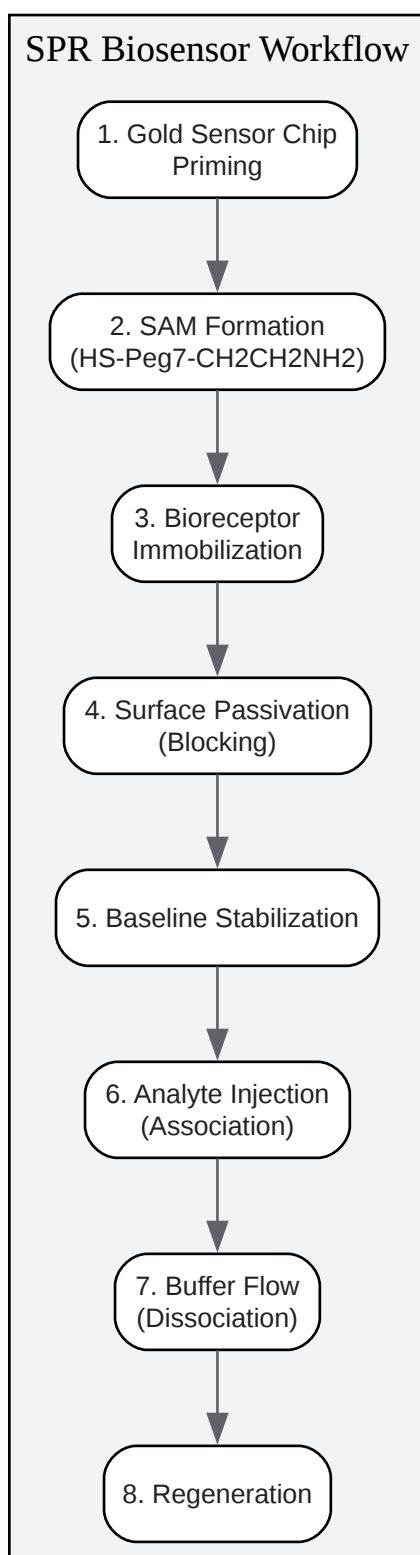 SPR Biosensor Workflow
1. Gold Sensor Chip
Priming
2. SAM Formation
(HS-Peg7-CH2CH2NH2)
3. Bioreceptor
Immobilization
4. Surface Passivation
(Blocking)
5. Baseline Stabilization
6. Analyte Injection
(Association)
7. Buffer Flow
(Dissociation)
8. Regeneration